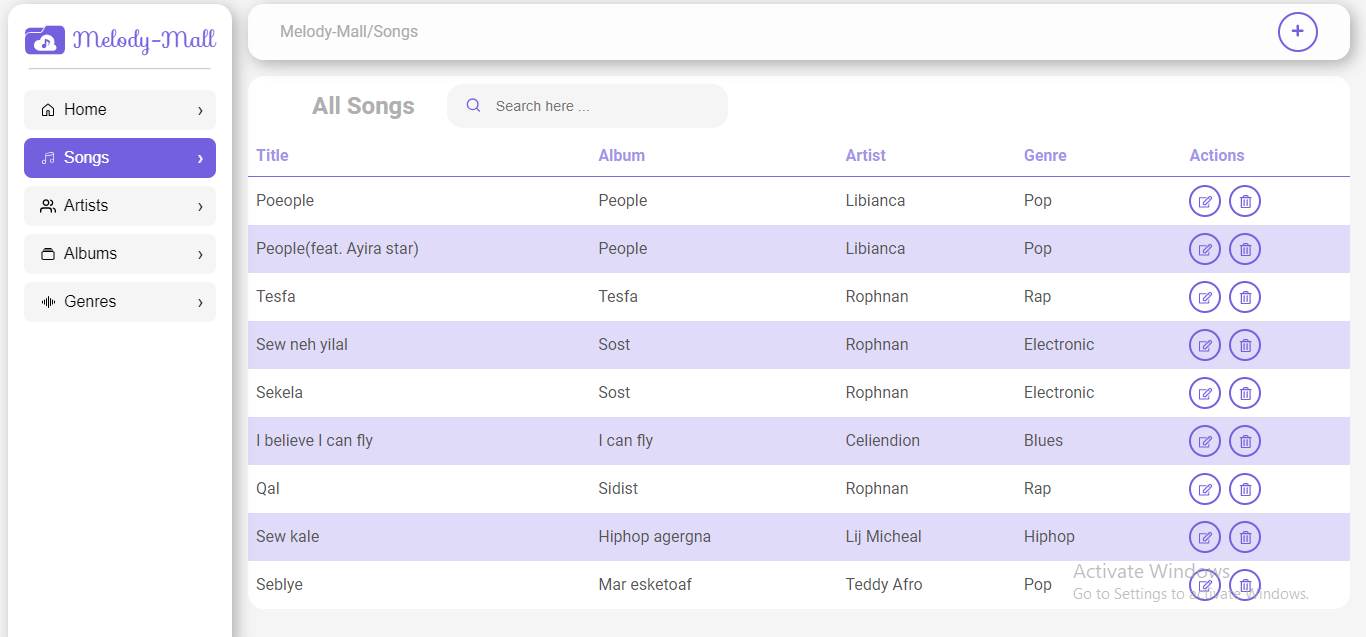 Melody-Mall
Home ›
Songs ›
Artists ›
Albums ›
Genres ›
Melody-Mall/Songs +
All Songs Search here ...
Title Album Artist Genre Actions
Poeople People Libianca Pop
People(feat. Ayira star) People Libianca Pop
Tesfa Tesfa Rophnan Rap
Sew neh yilal Sost Rophnan Electronic
Sekela Sost Rophnan Electronic
I believe I can fly I can fly Celiendion Blues
Qal Sidist Rophnan Rap
Sew kale Hiphop agergna Lij Micheal Hiphop
Seblye Mar esketoaf Teddy Afro Pop
Activate Windows
Go to Settings to activate Windows.